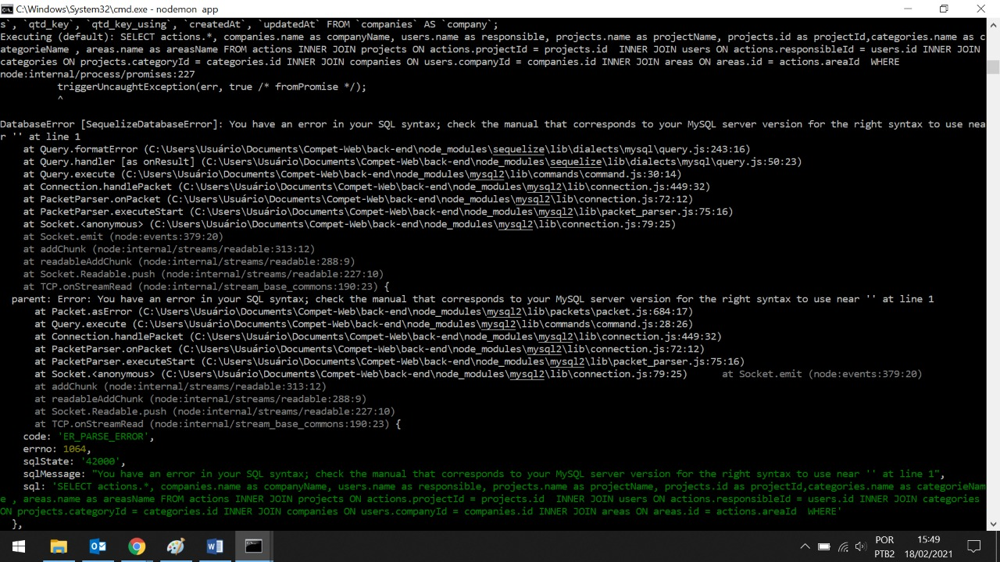 C:\Windows\System32\cmd.exe - nodemon  app
s`, `qtd_key`, `qtd_key_using`, `createdAt`, `updatedAt` FROM `companies` AS `company`;
Executing (default): SELECT actions.*, companies.name as companyName, users.name as responsible, projects.name as projectName, projects.id as projectId,categories.name as c
ategorieName , areas.name as areasName FROM actions INNER JOIN projects ON actions.projectId = projects.id  INNER JOIN users ON actions.responsibleId = users.id INNER JOIN
categories ON projects.categoryId = categories.id INNER JOIN companies ON users.companyId = companies.id INNER JOIN areas ON areas.id = actions.areaId  WHERE
node:internal/process/promises:227
triggerUncaughtException(err, true /* fromPromise */);
^
DatabaseError [SequelizeDatabaseError]: You have an error in your SQL syntax; check the manual that corresponds to your MySQL server version for the right syntax to use nea
r '' at line 1
at Query.formatError (C:\Users\Usuário\Documents\Compet-Web\back-end\node_modules\sequelize\lib\dialects\mysql\query.js:243:16)
at Query.handler [as onResult] (C:\Users\Usuário\Documents\Compet-Web\back-end\node_modules\sequelize\lib\dialects\mysql\query.js:50:23)
at Query.execute (C:\Users\Usuário\Documents\Compet-Web\back-end\node_modules\mysql2\lib\commands\command.js:30:14)
at Connection.handlePacket (C:\Users\Usuário\Documents\Compet-Web\back-end\node_modules\mysql2\lib\connection.js:449:32)
at PacketParser.onPacket (C:\Users\Usuário\Documents\Compet-Web\back-end\node_modules\mysql2\lib\connection.js:72:12)
at PacketParser.executeStart (C:\Users\Usuário\Documents\Compet-Web\back-end\node_modules\mysql2\lib\packet_parser.js:75:16)
at Socket.<anonymous> (C:\Users\Usuário\Documents\Compet-Web\back-end\node_modules\mysql2\lib\connection.js:79:25)
at Socket.emit (node:events:379:20)
at addChunk (node:internal/streams/readable:313:12)
at readableAddChunk (node:internal/streams/readable:288:9)
at Socket.Readable.push (node:internal/streams/readable:227:10)
at TCP.onStreamRead (node:internal/stream_base_commons:190:23) {
parent: Error: You have an error in your SQL syntax; check the manual that corresponds to your MySQL server version for the right syntax to use near '' at line 1
at Packet.asError (C:\Users\Usuário\Documents\Compet-Web\back-end\node_modules\mysql2\lib\packets\packet.js:684:17)
at Query.execute (C:\Users\Usuário\Documents\Compet-Web\back-end\node_modules\mysql2\lib\commands\command.js:28:26)
at Connection.handlePacket (C:\Users\Usuário\Documents\Compet-Web\back-end\node_modules\mysql2\lib\connection.js:449:32)
at PacketParser.onPacket (C:\Users\Usuário\Documents\Compet-Web\back-end\node_modules\mysql2\lib\connection.js:72:12)
at PacketParser.executeStart (C:\Users\Usuário\Documents\Compet-Web\back-end\node_modules\mysql2\lib\packet_parser.js:75:16)
at Socket.<anonymous> (C:\Users\Usuário\Documents\Compet-Web\back-end\node_modules\mysql2\lib\connection.js:79:25)      at Socket.emit (node:events:379:20)
at addChunk (node:internal/streams/readable:313:12)
at readableAddChunk (node:internal/streams/readable:288:9)
at Socket.Readable.push (node:internal/streams/readable:227:10)
at TCP.onStreamRead (node:internal/stream_base_commons:190:23) {
code: 'ER_PARSE_ERROR',
errno: 1064,
sqlState: '42000',
sqlMessage: "You have an error in your SQL syntax; check the manual that corresponds to your MySQL server version for the right syntax to use near '' at line 1",
sql: 'SELECT actions.*, companies.name as companyName, users.name as responsible, projects.name as projectName, projects.id as projectId,categories.name as categorieNam
e , areas.name as areasName FROM actions INNER JOIN projects ON actions.projectId = projects.id  INNER JOIN users ON actions.responsibleId = users.id INNER JOIN categories
ON projects.categoryId = categories.id INNER JOIN companies ON users.companyId = companies.id INNER JOIN areas ON areas.id = actions.areaId  WHERE'
},
POR
PTB2
15:49
18/02/2021